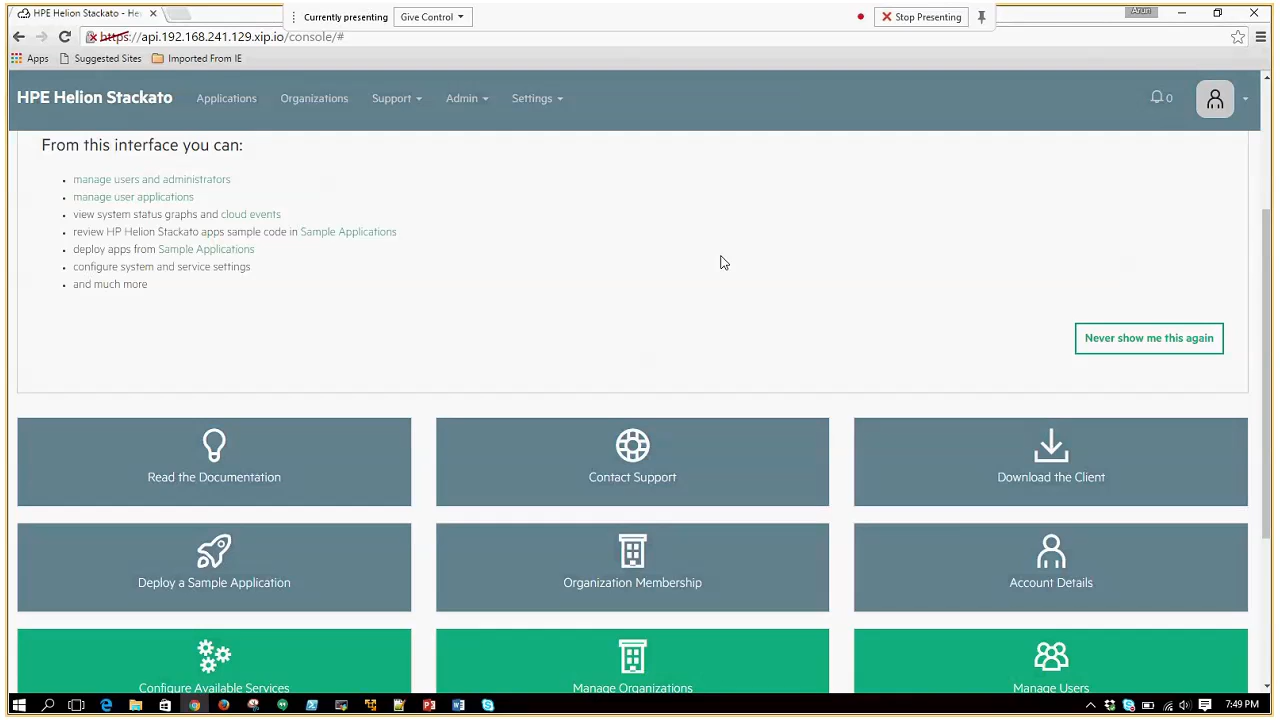 HPE Helion Stackato - He
Currently presenting
Give Control
Stop Presenting
https://api.192.168.241.129.xip.io/console/#
Apps
Suggested Sites
Imported From IE
HPE Helion Stackato
Applications
Organizations
Support
Admin
Settings
0
From this interface you can:
manage users and administrators
manage user applications
view system status graphs and cloud events
review HP Helion Stackato apps sample code in Sample Applications
deploy apps from Sample Applications
configure system and service settings
and much more
Never show me this again
Read the Documentation
Contact Support
Download the Client
Deploy a Sample Application
Organization Membership
Account Details
Configure Available Services
Manage Organizations
Manage Users
7:49 PM